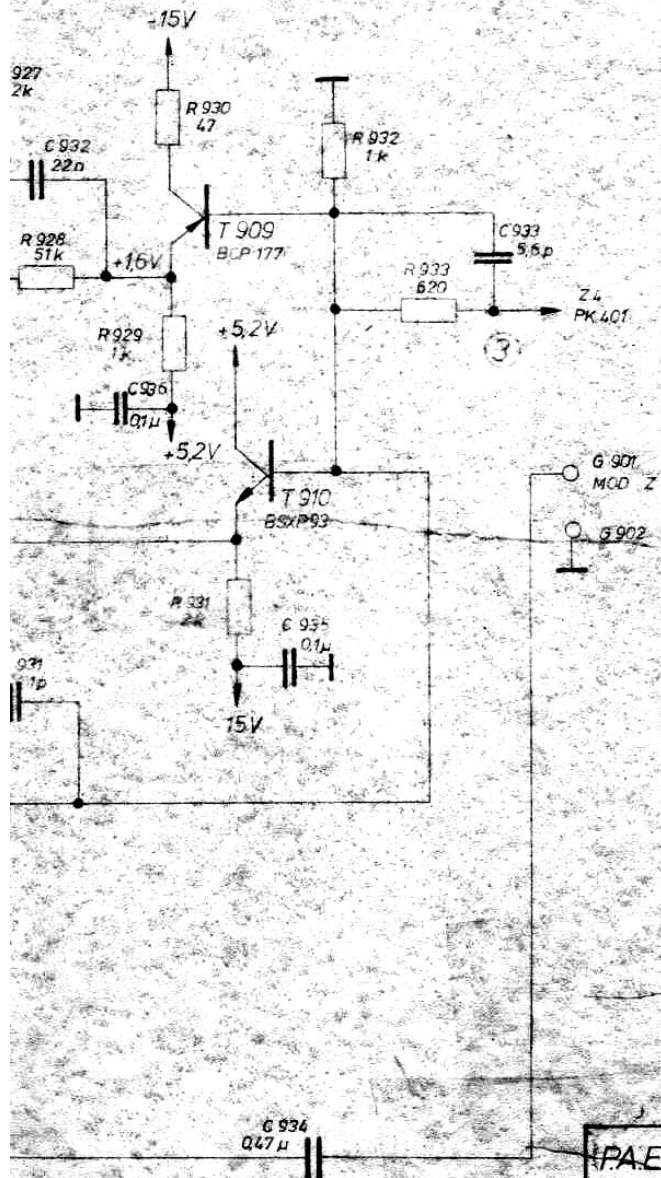 -15V
927
2k
R 930
47
C 932
22p
R 932
1k
T 909
BCP 177
C 933
5,6p
R 928
51k
+1,6V
R 933
620
Z4
PK 401
3
R 929
1k
+5,2V
C 936
0,1µ
+5,2V
T 910
BSXP93
G 901
MOD Z
G 902
R 931
2k
C 935
0,1µ
931
1p
15V
C 934
0,47µ
P.A.E